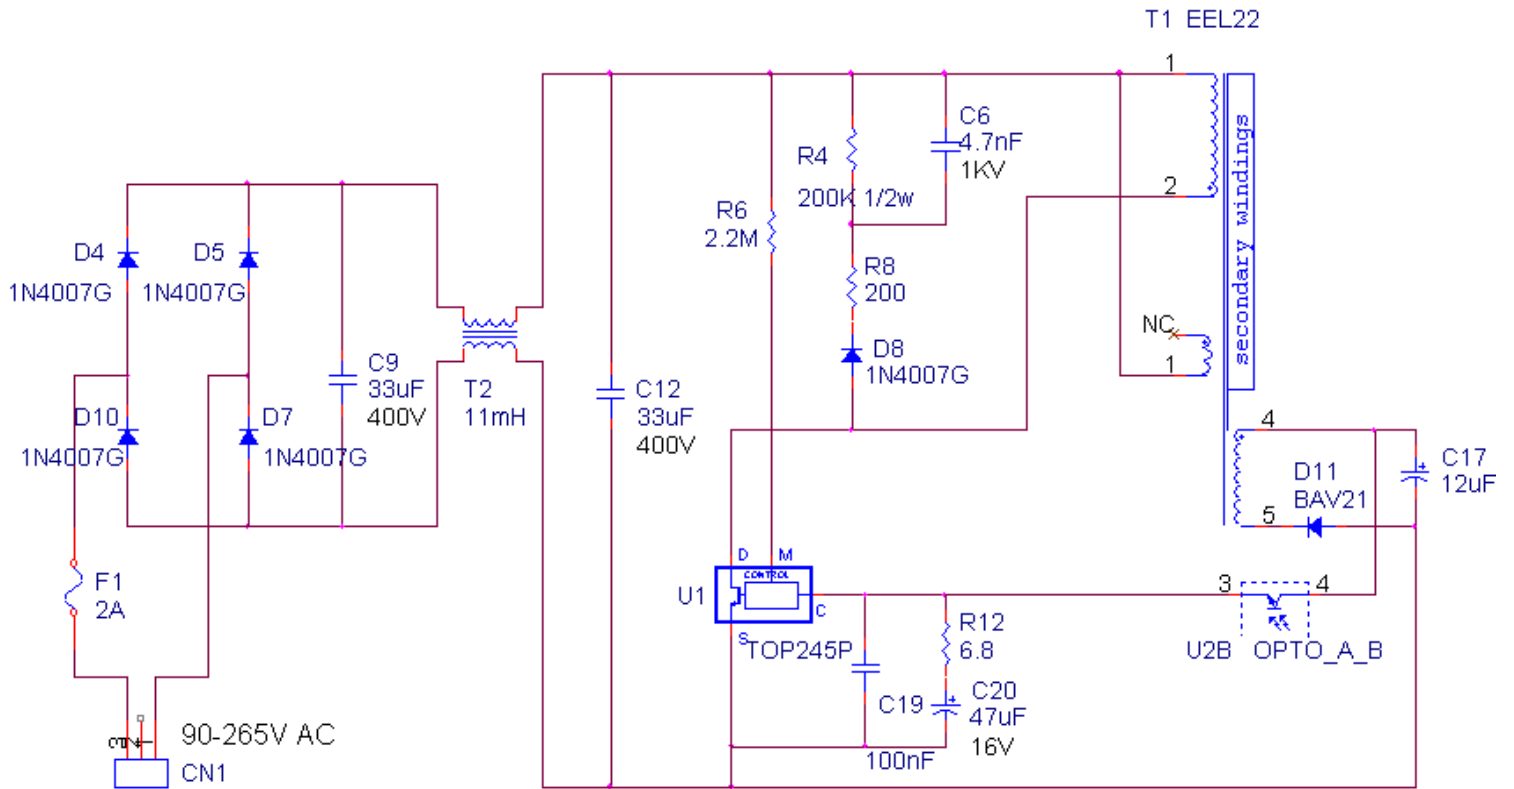 T1 EEL22
1
C6
4.7nF
1KV
R4
200K 1/2w
2
secondary windings
R6
2.2M
D4
1N4007G
D5
1N4007G
R8
200
NC
D8
1N4007G
1
C9
33uF
400V
T2
11mH
C12
33uF
400V
D10
1N4007G
D7
1N4007G
4
C17
12uF
D11
BAV21
5
D
M
CONTROL
U1
C
S
TOP245P
3
4
U2B OPTO_A_B
F1
2A
R12
6.8
C19
100nF
C20
47uF
16V
3
2
1
90-265V AC
CN1